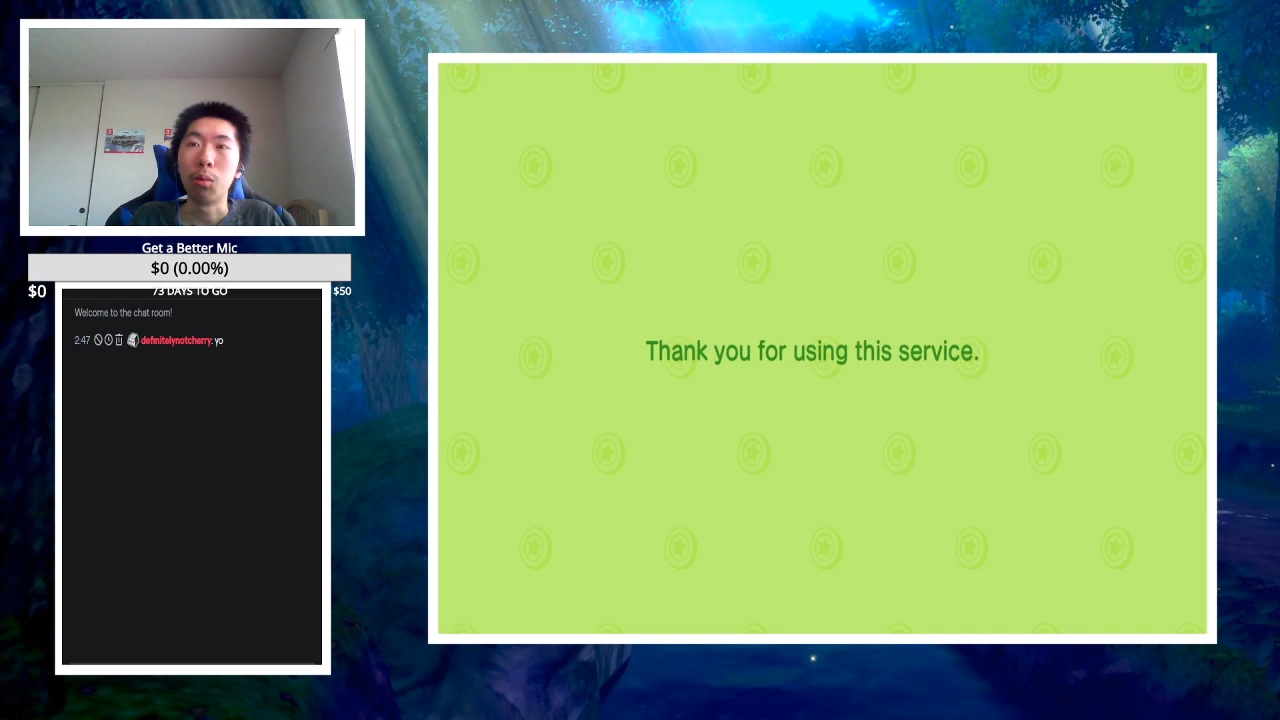 Get a Better Mic
$0 (0.00%)
$0
73 DAYS TO GO
$50
Welcome to the chat room!
2:47 definitelynotcherry: yo
Thank you for using this service.